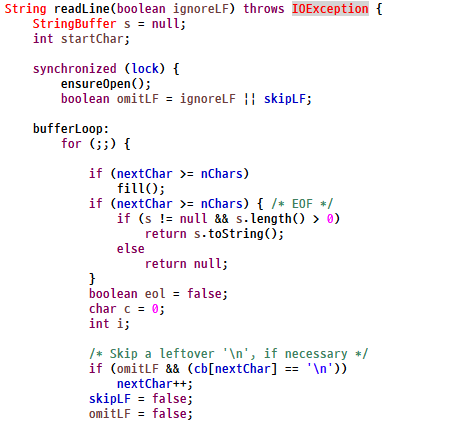 String readLine(boolean ignoreLF) throws IOException {
    StringBuffer s = null;
    int startChar;

    synchronized (lock) {
        ensureOpen();
        boolean omitLF = ignoreLF || skipLF;

    bufferLoop:
        for (;;) {

            if (nextChar >= nChars)
                fill();
            if (nextChar >= nChars) { /* EOF */
                if (s != null && s.length() > 0)
                    return s.toString();
                else
                    return null;
            }
            boolean eol = false;
            char c = 0;
            int i;

            /* Skip a leftover '\n', if necessary */
            if (omitLF && (cb[nextChar] == '\n'))
                nextChar++;
            skipLF = false;
            omitLF = false;